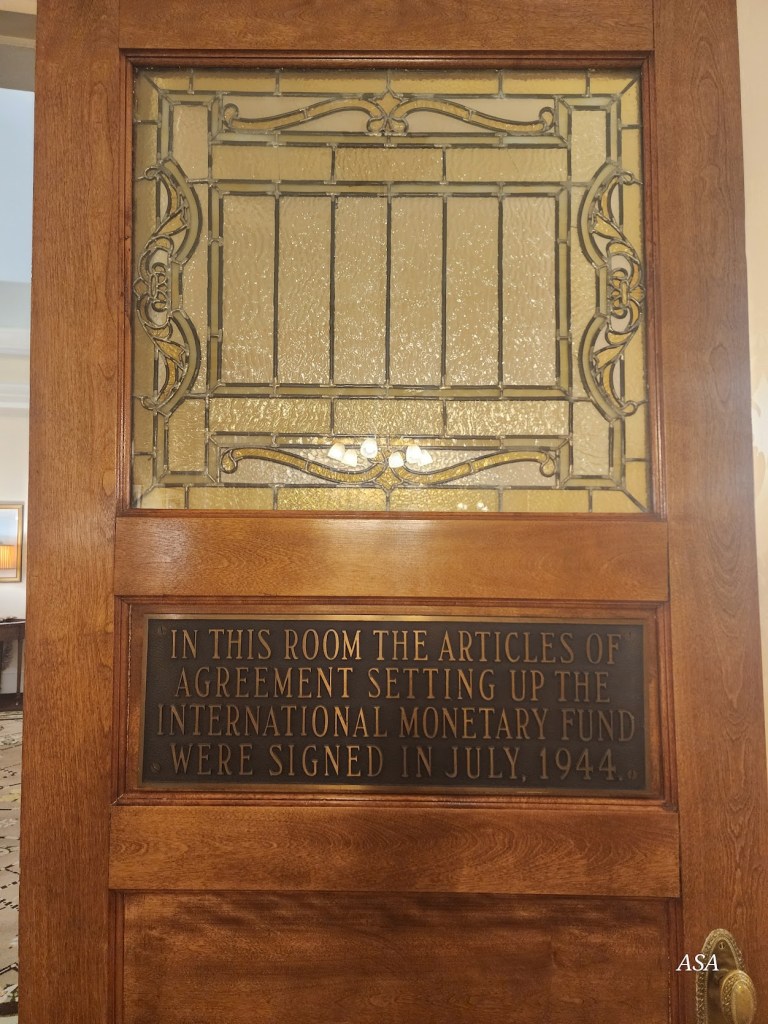 "IN THIS ROOM THE ARTICLES OF
AGREEMENT SETTING UP THE
INTERNATIONAL MONETARY FUND
WERE SIGNED IN JULY, 1944."
ASA